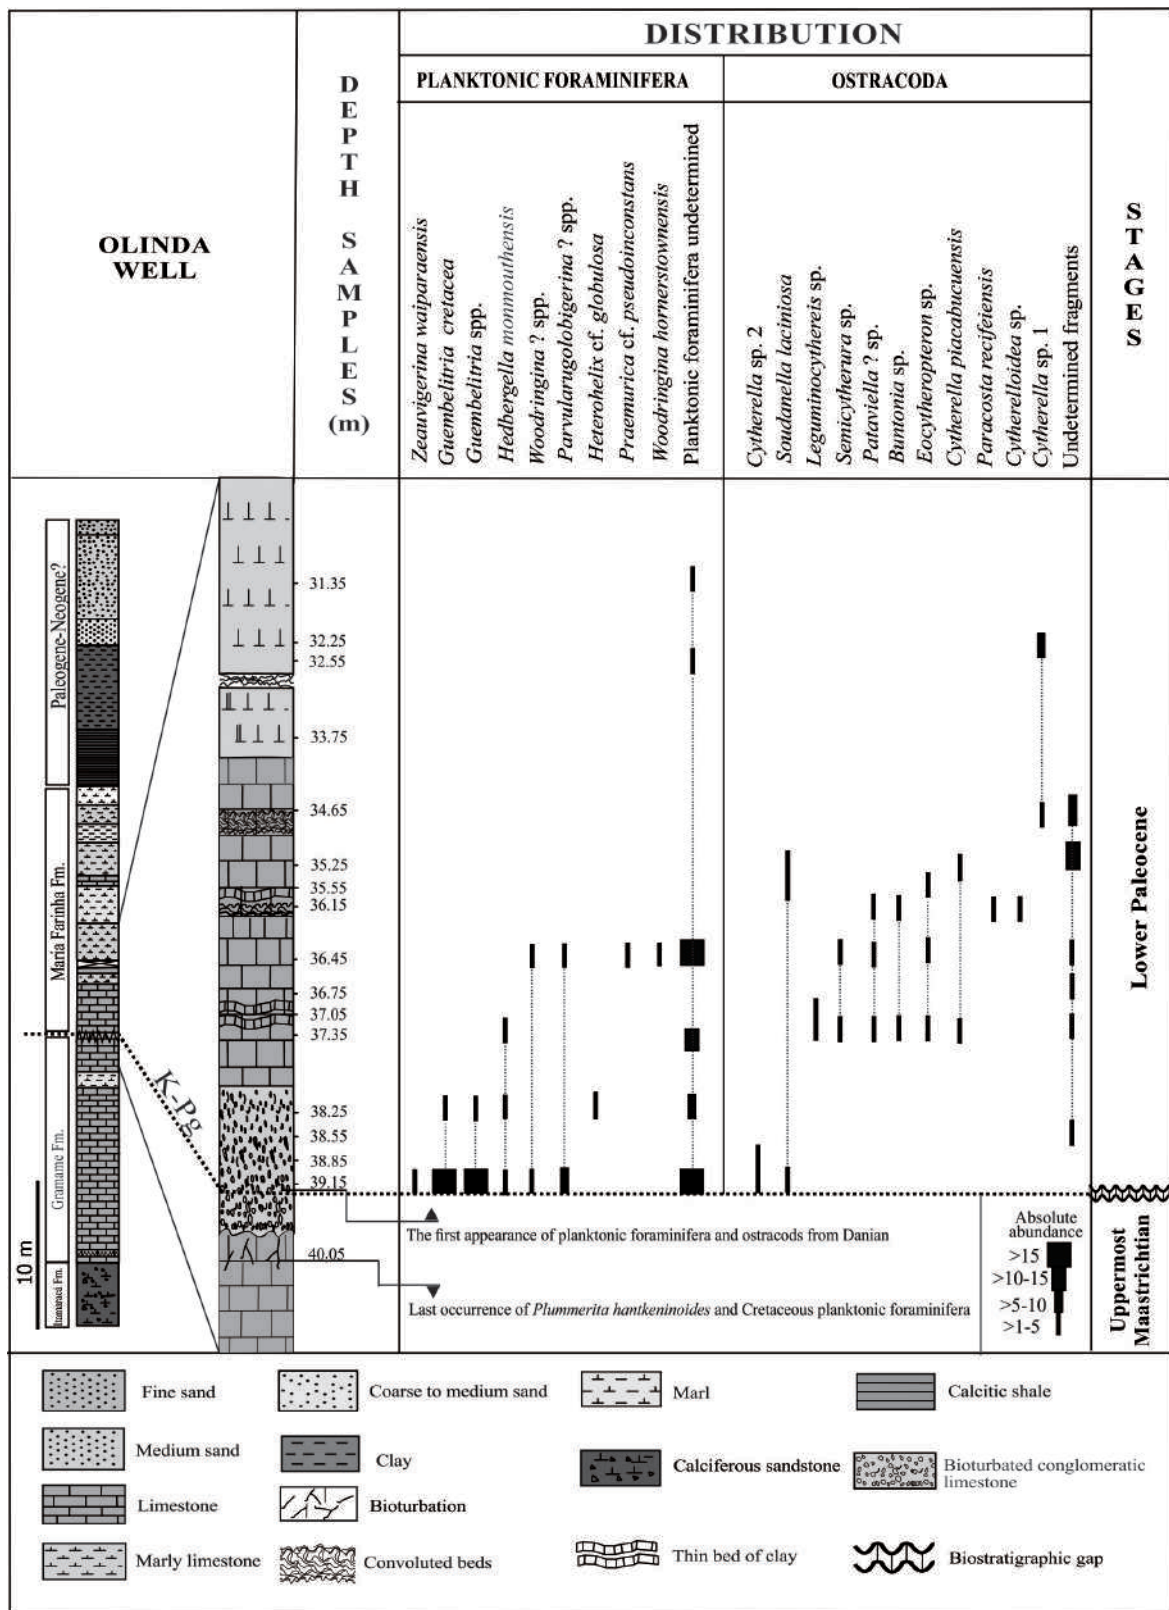 DISTRIBUTION
PLANKTONIC FORAMINIFERA
OSTRACODA
OLINDA
WELL
DEPTH SAMPLES
(m)
Zeauvigerina waiparaensis
Guembelitria cretacea
Guembelitria spp.
Hedbergella monmouthensis
Woodringina ? spp.
Parvularugolobigerina ? spp.
Heterohelix cf. globulosa
Praemurica cf. pseudoinconstans
Woodringina hornerstownensis
Planktonic foraminifera undetermined
Cytherella sp. 2
Soudanella laciniosa
Leguminocythereis sp.
Semicytherura sp.
Pataviella ? sp.
Buntonia sp.
Eocytheropteron sp.
Cytherella piacabucuensis
Paracosta recifeiensis
Cytherelloidea sp.
Cytherella sp. 1
Undetermined fragments
STAGES
Paleogene-Neogene?
Maria Farinha Fm.
Gramame Fm.
Itamaracá Fm.
10 m
K-Pg
31.35
32.25
32.55
33.75
34.65
35.25
35.55
36.15
36.45
36.75
37.05
37.35
38.25
38.55
38.85
39.15
40.05
Lower Paleocene
Uppermost
Maastrichtian
The first appearance of planktonic foraminifera and ostracods from Danian
Last occurrence of Plummerita hantkeninoides and Cretaceous planktonic foraminifera
Absolute
abundance
>15
>10-15
>5-10
>1-5
Fine sand
Coarse to medium sand
Marl
Calcitic shale
Medium sand
Clay
Calciferous sandstone
Bioturbated conglomeratic
limestone
Limestone
Bioturbation
Marly limestone
Convoluted beds
Thin bed of clay
Biostratigraphic gap